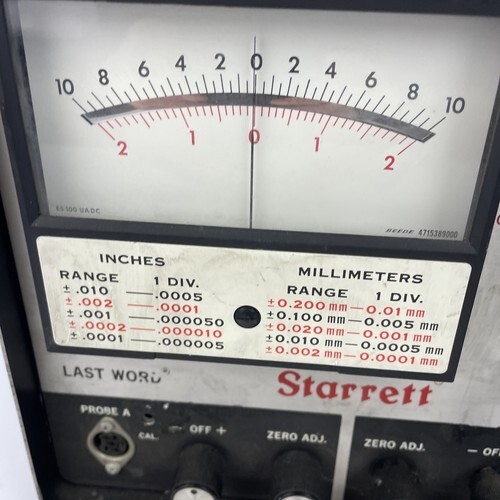 10 8 6 4 2 0 2 4 6 8 10
2 1 0 1 2
85100 UADC
BEEDE 4715389000
INCHES
RANGE 1 DIV.
± .010 — .0005
± .002 — .0001
± .001 — .000050
± .0002 — .000010
± .0001 — .000005
MILLIMETERS
RANGE 1 DIV.
±0.200 mm — 0.01 mm
±0.100 mm — 0.005 mm
±0.020 mm — 0.001 mm
±0.010 mm — 0.0005 mm
±0.002 mm — 0.0001 mm
LAST WORD®
Starrett
PROBE A
CAL.
- OFF +
ZERO ADJ.
ZERO ADJ.